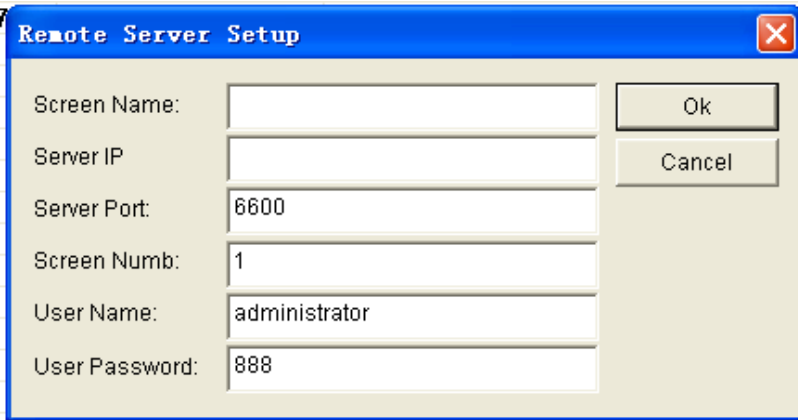 7
Remote Server Setup
Screen Name:
Ok
Server IP
Cancel
Server Port:
6600
Screen Numb:
1
User Name:
administrator
User Password:
888